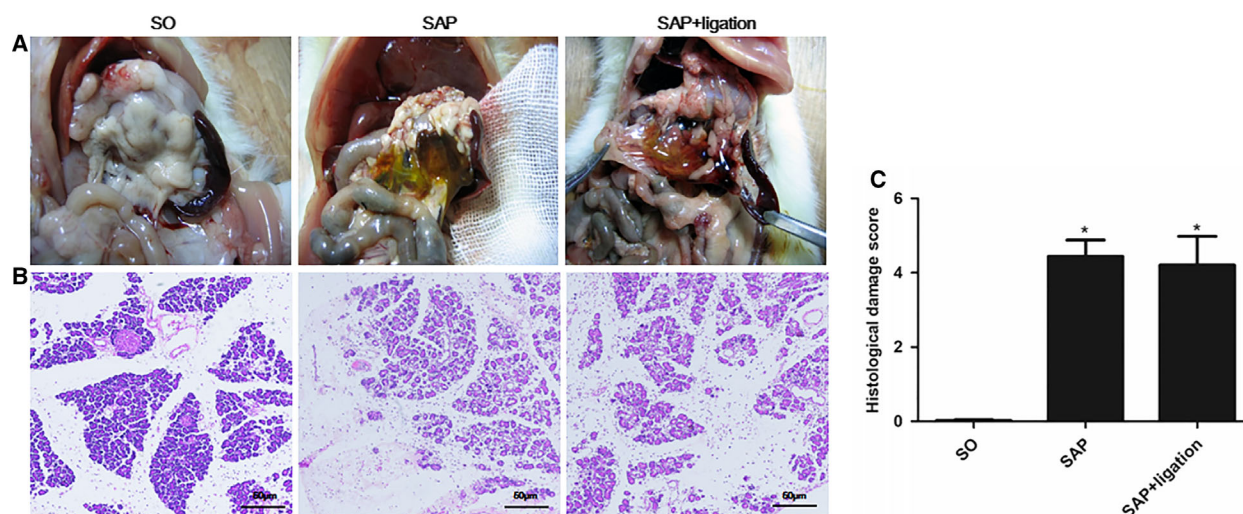 SO SAP SAP+ligation
A
B
50μm 50μm 50μm
C
Histological damage score
6
4
2
0
* *
SO SAP SAP+ligation